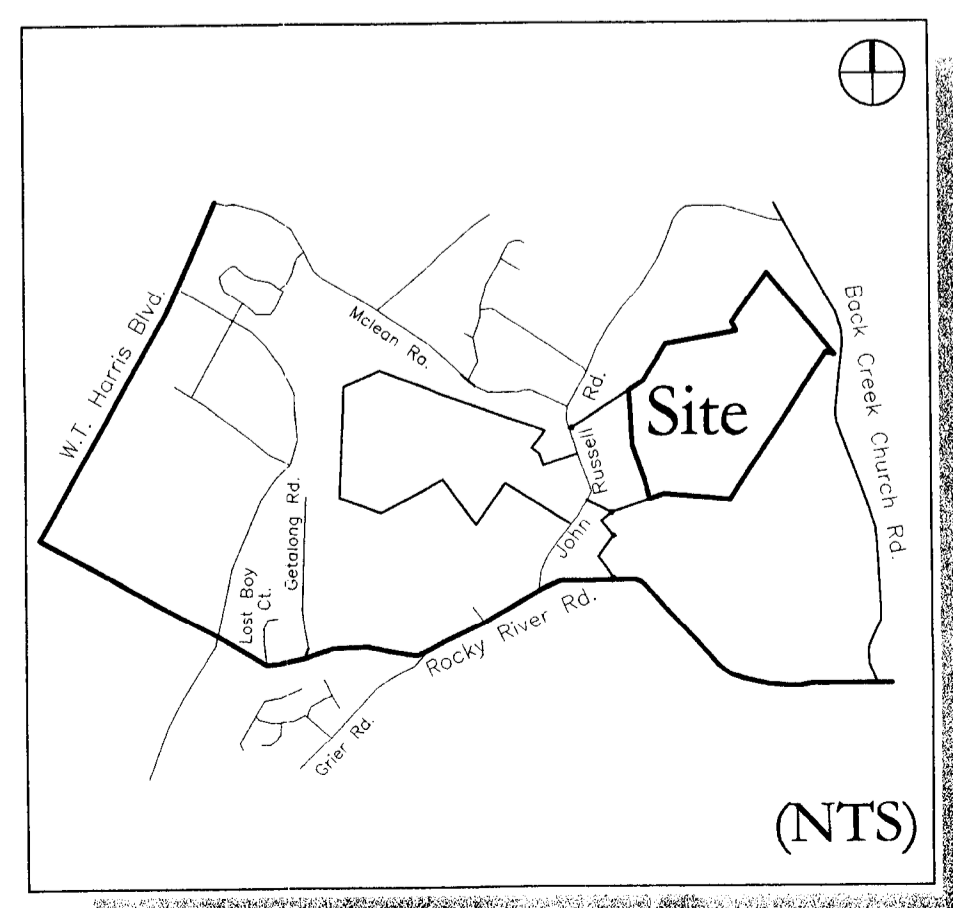 W.T. Harris Blvd.
Mclean Ra.
John Russell Rd.
Site
Back Creek Church Rd.
Getalong Rd.
Lost Boy
Ct.
Rocky River Rd.
Grier Rd.
(NTS)